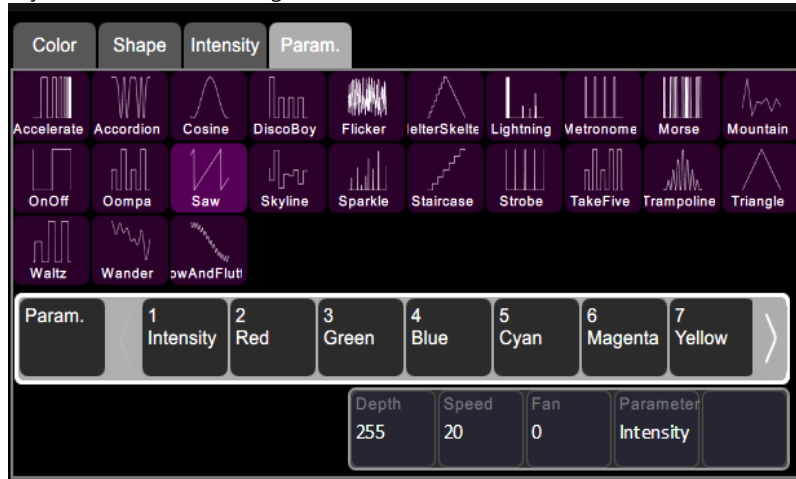 Color Shape Intensity Param.
Accelerate Accordion Cosine DiscoBoy Flicker lelterSkelte Lightning Metronome Morse Mountain
OnOff Oompa Saw Skyline Sparkle Staircase Strobe TakeFive Trampoline Triangle
Waltz Wander owAndFlutt
Param. 1 2 3 4 5 6 7
Intensity Red Green Blue Cyan Magenta Yellow
Depth Speed Fan Parameter
255 20 0 Intensity